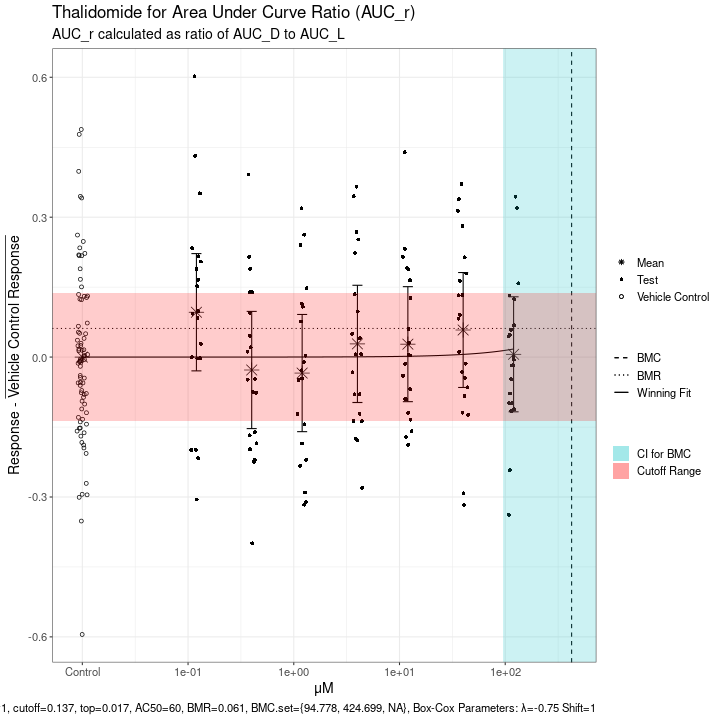 Thalidomide for Area Under Curve Ratio (AUC_r)
AUC_r calculated as ratio of AUC_D to AUC_L
0.6
0.3
0.0
-0.3
-0.6
Response - Vehicle Control Response
Control
1e-01
1e+00
1e+01
1e+02
μM
Mean
Test
Vehicle Control
BMC
BMR
Winning Fit
CI for BMC
Cutoff Range
1, cutoff=0.137, top=0.017, AC50=60, BMR=0.061, BMC.set={94.778, 424.699, NA}, Box-Cox Parameters: λ=-0.75 Shift=1